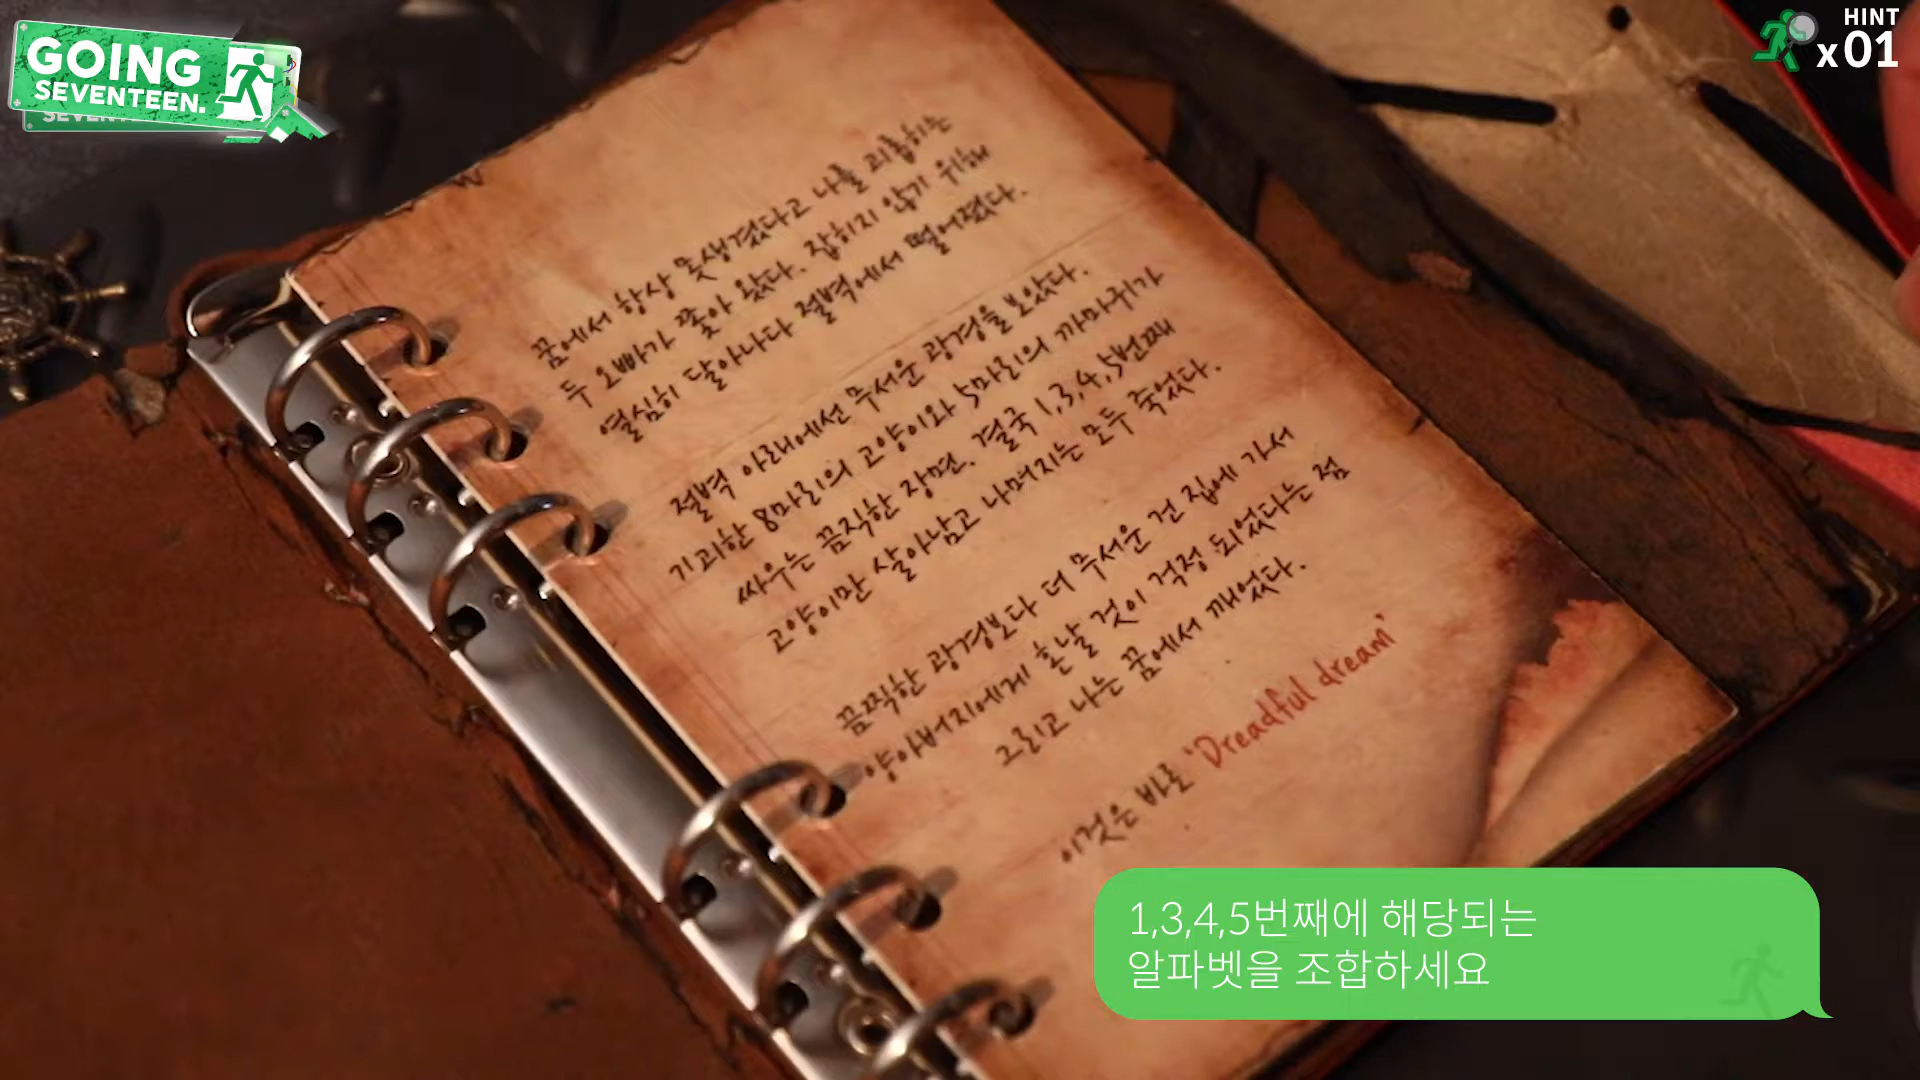 GOING
SEVENTEEN.
HINT
x01
꿈에서 항상 못생겼다고 나를 괴롭히는
두 오빠가 쫓아 왔다. 잡히지 않기 위해
열심히 달아나다 절벽에서 떨어졌다.
절벽 아래에선 무서운 광경을 보았다.
기괴한 8마리의 고양이와 5마리의 까마귀가
싸우는 끔찍한 장면. 결국 1,3,4,5번째
고양이만 살아남고 나머지는 모두 죽었다.
끔찍한 광경보다 더 무서운 건 집에 가서
양아버지에게 혼날 것이 걱정 되었다는 점
그리고 나는 꿈에서 깨었다.
이것은 바로 'Dreadful dream'
1,3,4,5번째에 해당되는
알파벳을 조합하세요